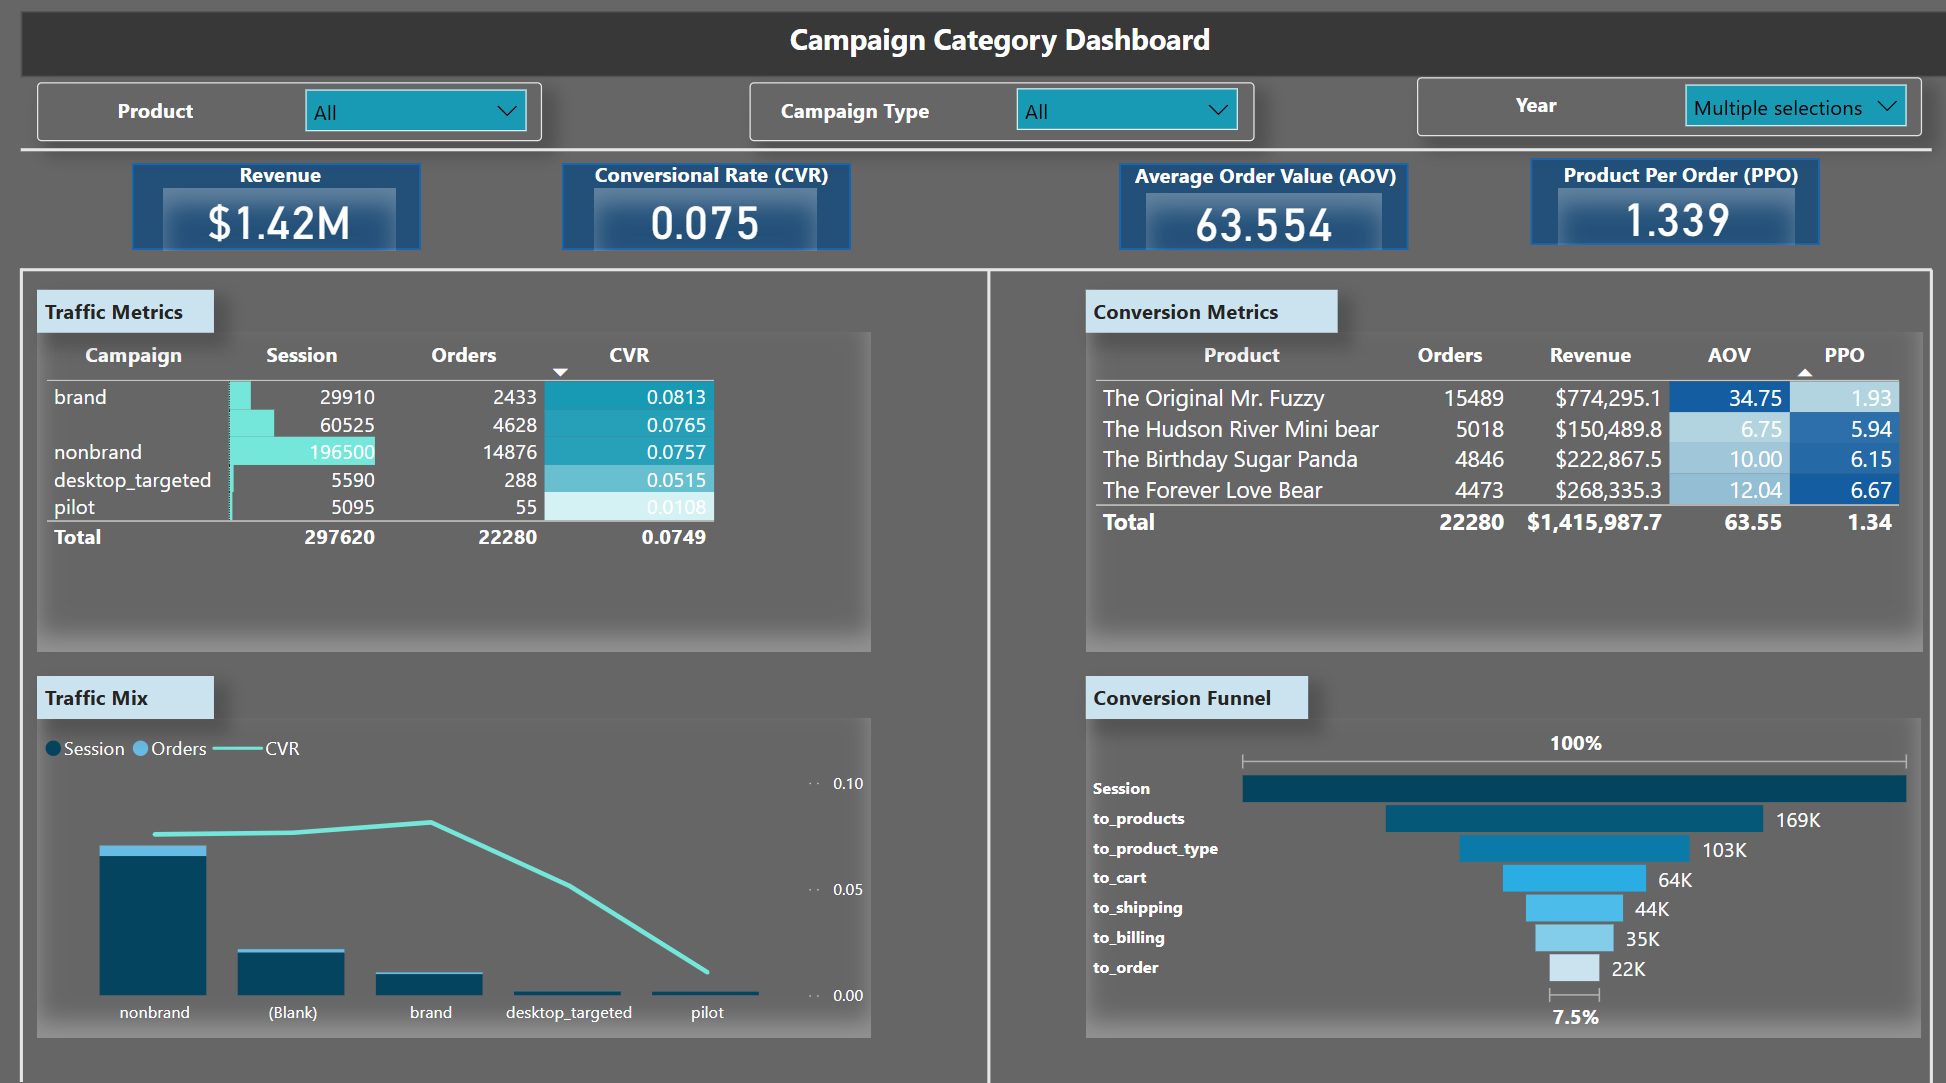 Campaign Category Dashboard
Product All Campaign Type All Year Multiple selections
Revenue Conversional Rate (CVR) Average Order Value (AOV) Product Per Order (PPO)
$1.42M 0.075 63.554 1.339
Traffic Metrics
Campaign Session Orders CVR
brand 29910 2433 0.0813
60525 4628 0.0765
nonbrand 196500 14876 0.0757
desktop_targeted 5590 288 0.0515
pilot 5095 55 0.0108
Total 297620 22280 0.0749
Conversion Metrics
Product Orders Revenue AOV PPO
The Original Mr. Fuzzy 15489 $774,295.1 34.75 1.93
The Hudson River Mini bear 5018 $150,489.8 6.75 5.94
The Birthday Sugar Panda 4846 $222,867.5 10.00 6.15
The Forever Love Bear 4473 $268,335.3 12.04 6.67
Total 22280 $1,415,987.7 63.55 1.34
Traffic Mix
Session Orders CVR
0.10
0.05
0.00
nonbrand (Blank) brand desktop_targeted pilot
Conversion Funnel
100%
Session
to_products 169K
to_product_type 103K
to_cart 64K
to_shipping 44K
to_billing 35K
to_order 22K
7.5%